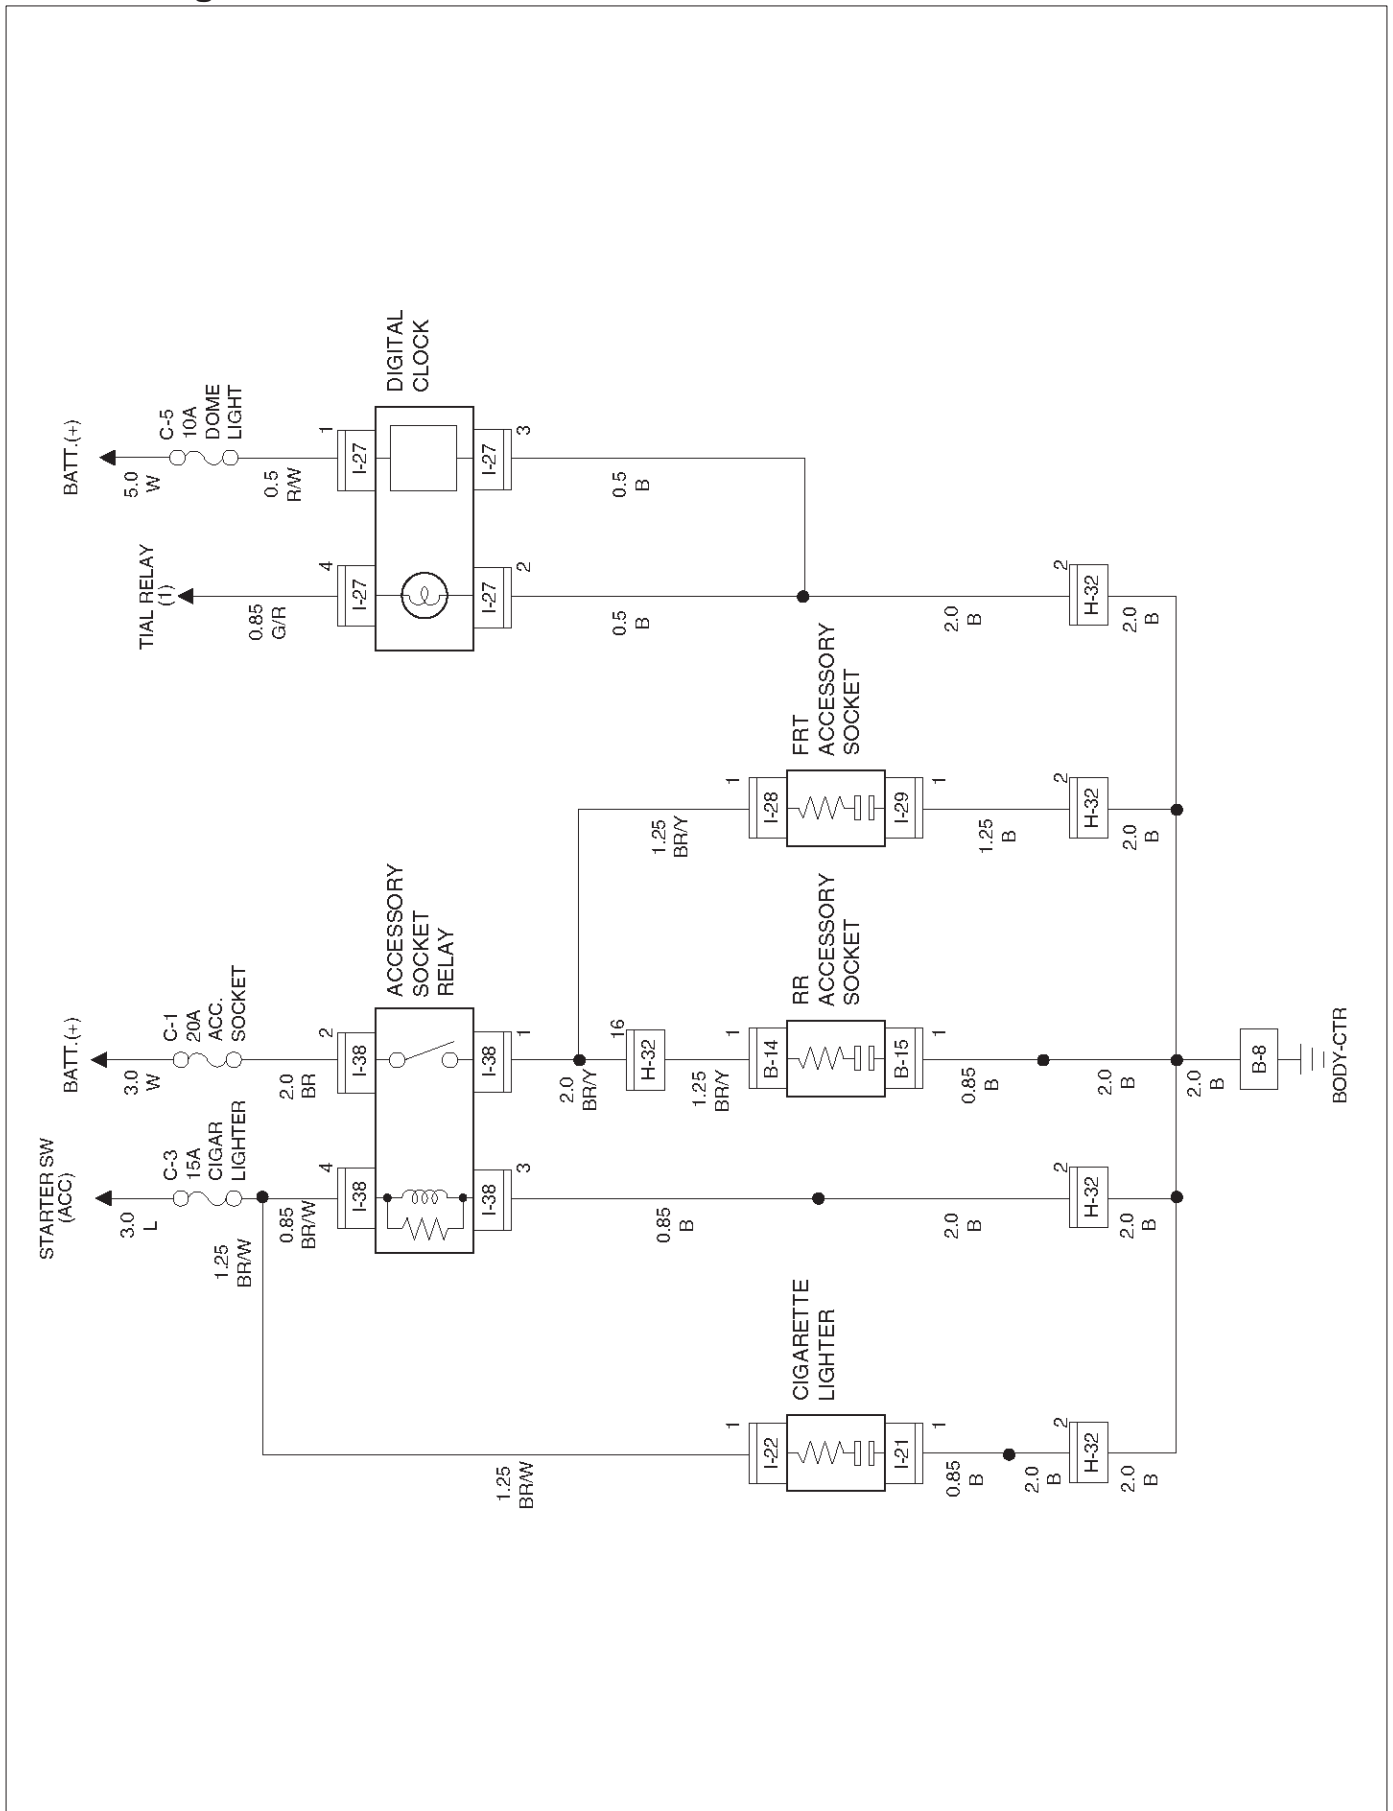 g
BATT.(+)
5.0
W
C-5
10A
DOME
LIGHT
0.5
R/W
1
I-27
DIGITAL
CLOCK
I-27
3
0.5
B
TIAL RELAY
(1)
0.85
G/R
4
I-27
I-27
2
0.5
B
2.0
B
2
H-32
2.0
B
FRT
ACCESSORY
SOCKET
1.25
BR/Y
1
I-28
I-29
1
1.25
B
2
H-32
2.0
B
BATT.(+)
3.0
W
C-1
20A
ACC.
SOCKET
2.0
BR
2
I-38
ACCESSORY
SOCKET
RELAY
I-38
1
2.0
BR/Y
16
H-32
1.25
BR/Y
1
B-14
RR
ACCESSORY
SOCKET
B-15
1
0.85
B
2.0
B
2.0
B
B-8
BODY-CTR
STARTER SW
(ACC)
3.0
L
C-3
15A
CIGAR
LIGHTER
1.25
BR/W
0.85
BR/W
4
I-38
I-38
3
0.85
B
2.0
B
2
H-32
2.0
B
1.25
BR/W
CIGARETTE
LIGHTER
1
I-22
I-21
1
0.85
B
2.0
B
2
H-32
2.0
B